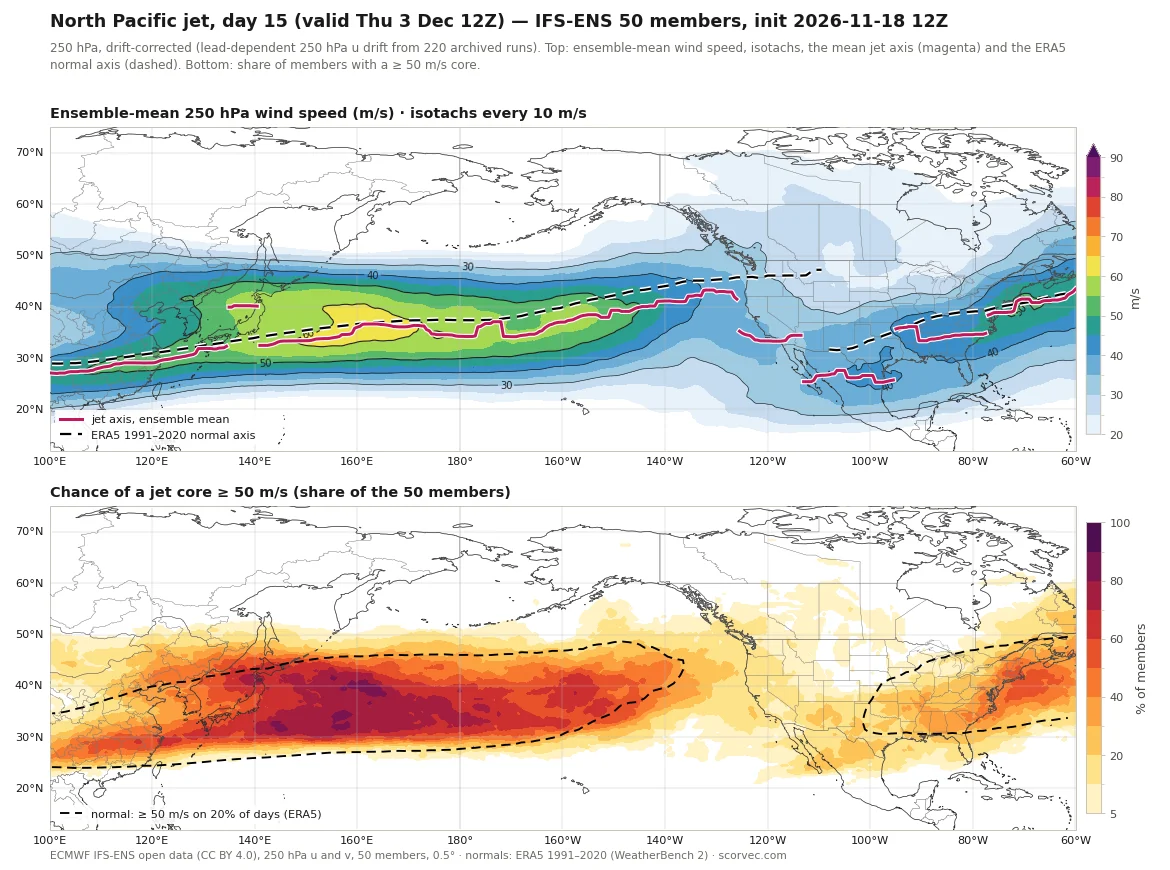 North Pacific jet, day 15 (valid Thu 3 Dec 12Z) — IFS-ENS 50 members, init 2026-11-18 12Z
250 hPa, drift-corrected (lead-dependent 250 hPa u drift from 220 archived runs). Top: ensemble-mean wind speed, isotachs, the mean jet axis (magenta) and the ERA5
normal axis (dashed). Bottom: share of members with a ≥ 50 m/s core.
Ensemble-mean 250 hPa wind speed (m/s) · isotachs every 10 m/s
70°N
60°N
50°N
40°N
30°N
20°N
30
40
50
30
40
jet axis, ensemble mean
ERA5 1991–2020 normal axis
100°E 120°E 140°E 160°E 180° 160°W 140°W 120°W 100°W 80°W 60°W
90
80
70
60
50
40
30
20
m/s
Chance of a jet core ≥ 50 m/s (share of the 50 members)
70°N
60°N
50°N
40°N
30°N
20°N
normal: ≥ 50 m/s on 20% of days (ERA5)
100°E 120°E 140°E 160°E 180° 160°W 140°W 120°W 100°W 80°W 60°W
100
80
60
40
20
5
% of members
ECMWF IFS-ENS open data (CC BY 4.0), 250 hPa u and v, 50 members, 0.5° · normals: ERA5 1991–2020 (WeatherBench 2) · scorvec.com